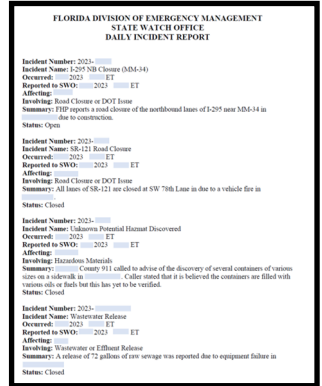 FLORIDA DIVISION OF EMERGENCY MANAGEMENT
STATE WATCH OFFICE
DAILY INCIDENT REPORT
Incident Number: 2023-
Incident Name: I-295 NB Closure (MM-34)
Occurred: 2023 ET
Reported to SWO: 2023 ET
Affecting:
Involving: Road Closure or DOT Issue
Summary: FHP reports a road closure of the northbound lanes of I-295 near MM-34 in
due to construction.
Status: Open
Incident Number: 2023-
Incident Name: SR-121 Road Closure
Occurred: 2023 ET
Reported to SWO: 2023 ET
Affecting:
Involving: Road Closure or DOT Issue
Summary: All lanes of SR-121 are closed at SW 78th Lane in due to a vehicle fire in
.
Status: Closed
Incident Number: 2023-
Incident Name: Unknown Potential Hazmat Discovered
Occurred: 2023 ET
Reported to SWO: 2023 ET
Affecting:
Involving: Hazardous Materials
Summary: County 911 called to advise of the discovery of several containers of various
sizes on a sidewalk in . Caller stated that it is believed the containers are filled with
various oils or fuels but this has yet to be verified.
Status: Closed
Incident Number: 2023-
Incident Name: Wastewater Release
Occurred: 2023 ET
Reported to SWO: 2023 ET
Affecting:
Involving: Wastewater or Effluent Release
Summary: A release of 72 gallons of raw sewage was reported due to equipment failure in
Status: Closed